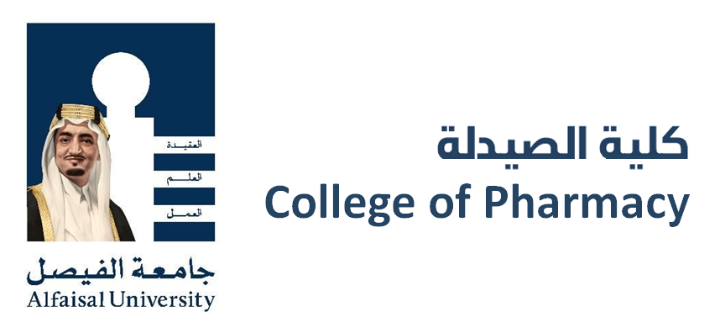 العقيدة
العلم
العمل
جامعة الفيصل
Alfaisal University
كلية الصيدلة
College of Pharmacy